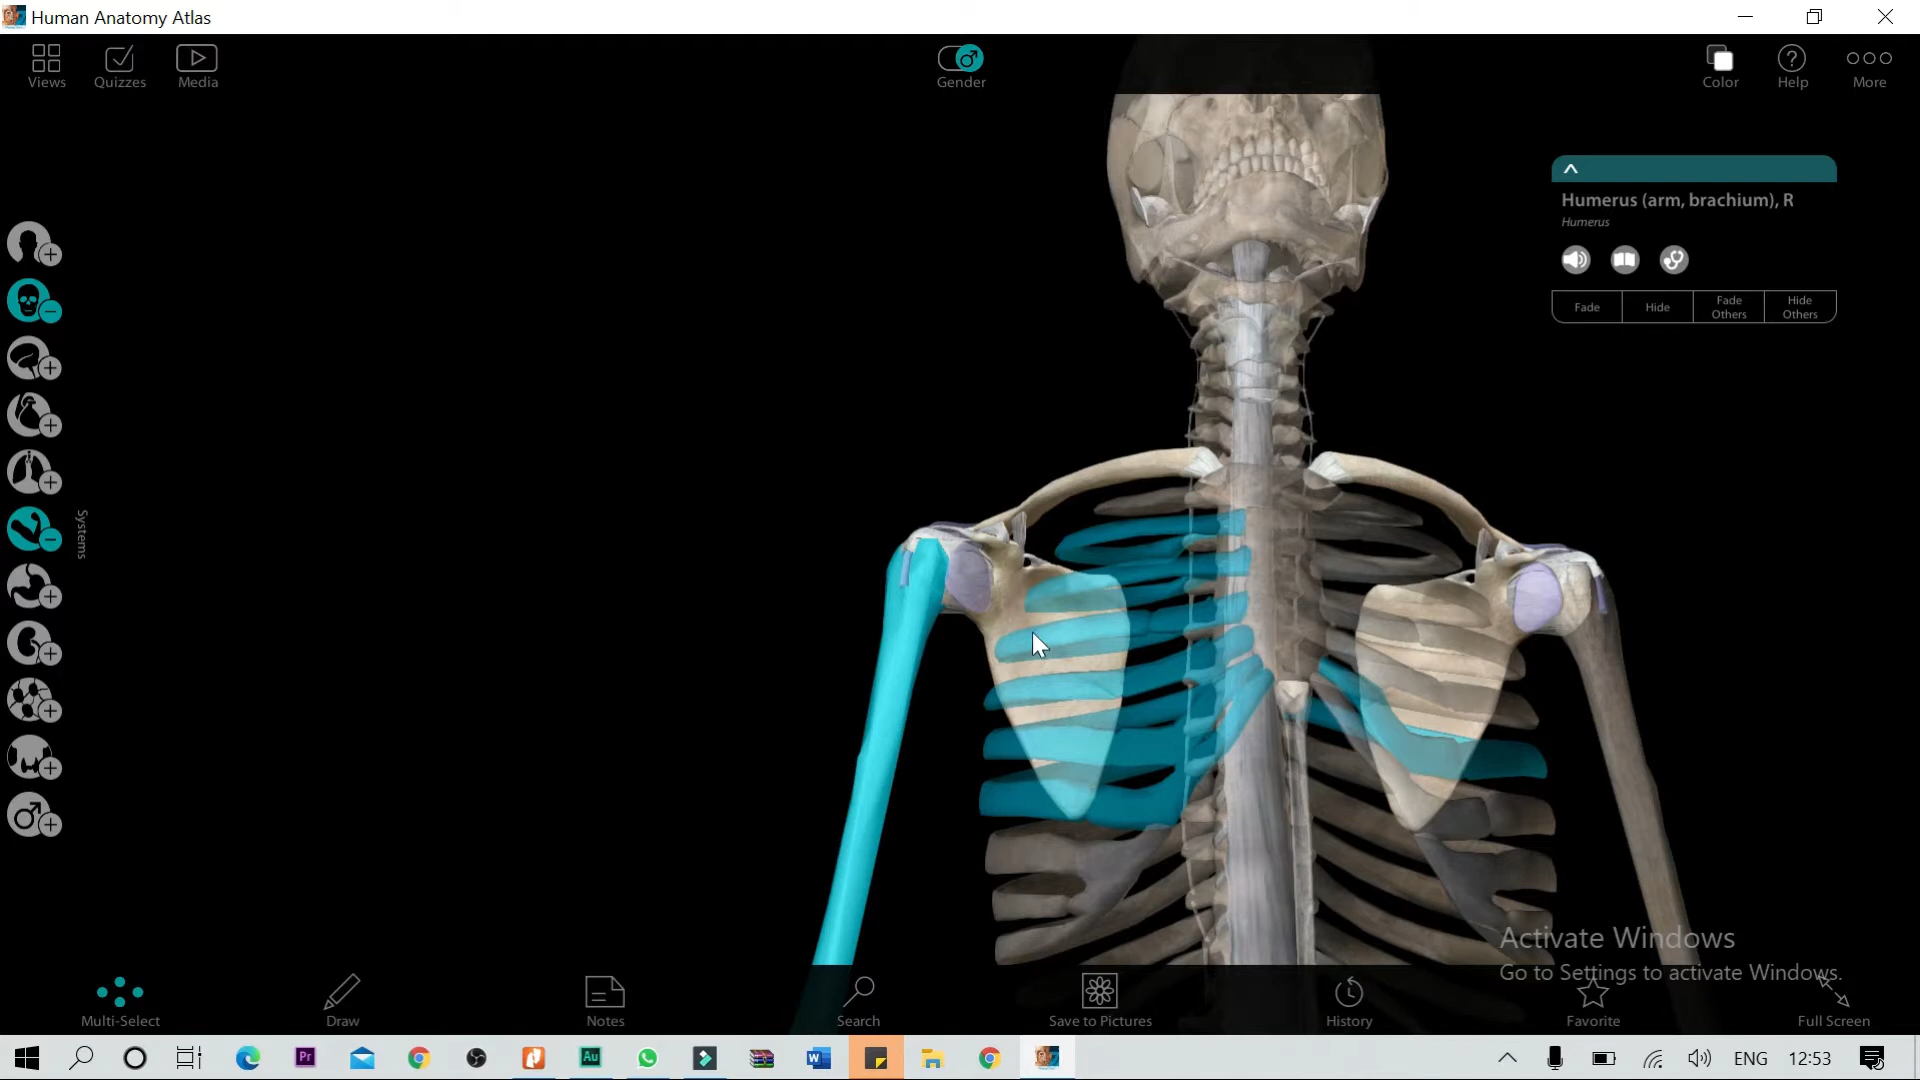 Human Anatomy Atlas
Views
Quizzes
Media
Gender
Color
Help
More
Humerus (arm, brachium), R
Humerus
Fade
Hide
Fade
Others
Hide
Others
Systems
Activate Windows
Go to Settings to activate Windows.
Multi-Select
Draw
Notes
Search
Save to Pictures
History
Favorite
Full Screen
Pr
Au
W
ENG
12:53